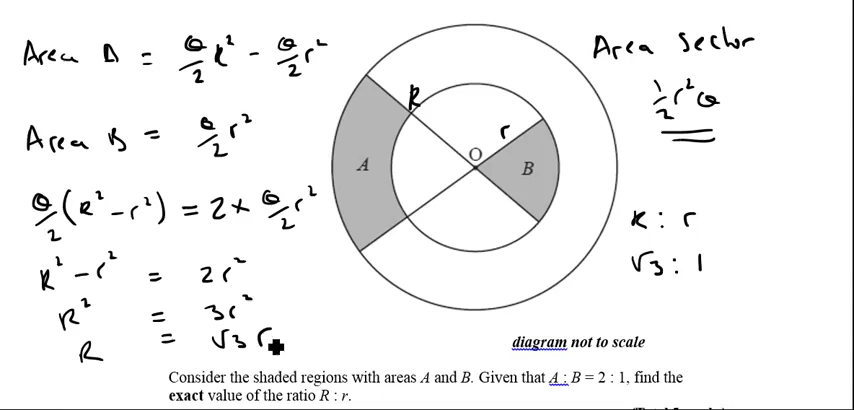 Area A = θ/2 R² - θ/2 r²
Area B = θ/2 r²
θ/2 (R² - r²) = 2 × θ/2 r²
R² - r² = 2r²
R² = 3r²
R = √3 r
R
r
O
A
B
Area Sector
1/2 r² θ
R : r
√3 : 1
diagram not to scale
Consider the shaded regions with areas A and B. Given that A : B = 2 : 1, find the
exact value of the ratio R : r.